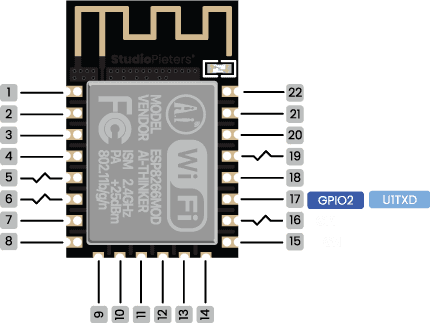 StudioPieters®
1
2
3
4
5
6
7
8
22
21
20
19
18
17 GPIO2 U1TXD
16
15
MODEL ESP8266MOD
VENDOR AI-THINKER
ISM 2.4GHz
PA +25dBm
802.11b/g/n
FC
Ai
WiFi
9
10
11
12
13
14